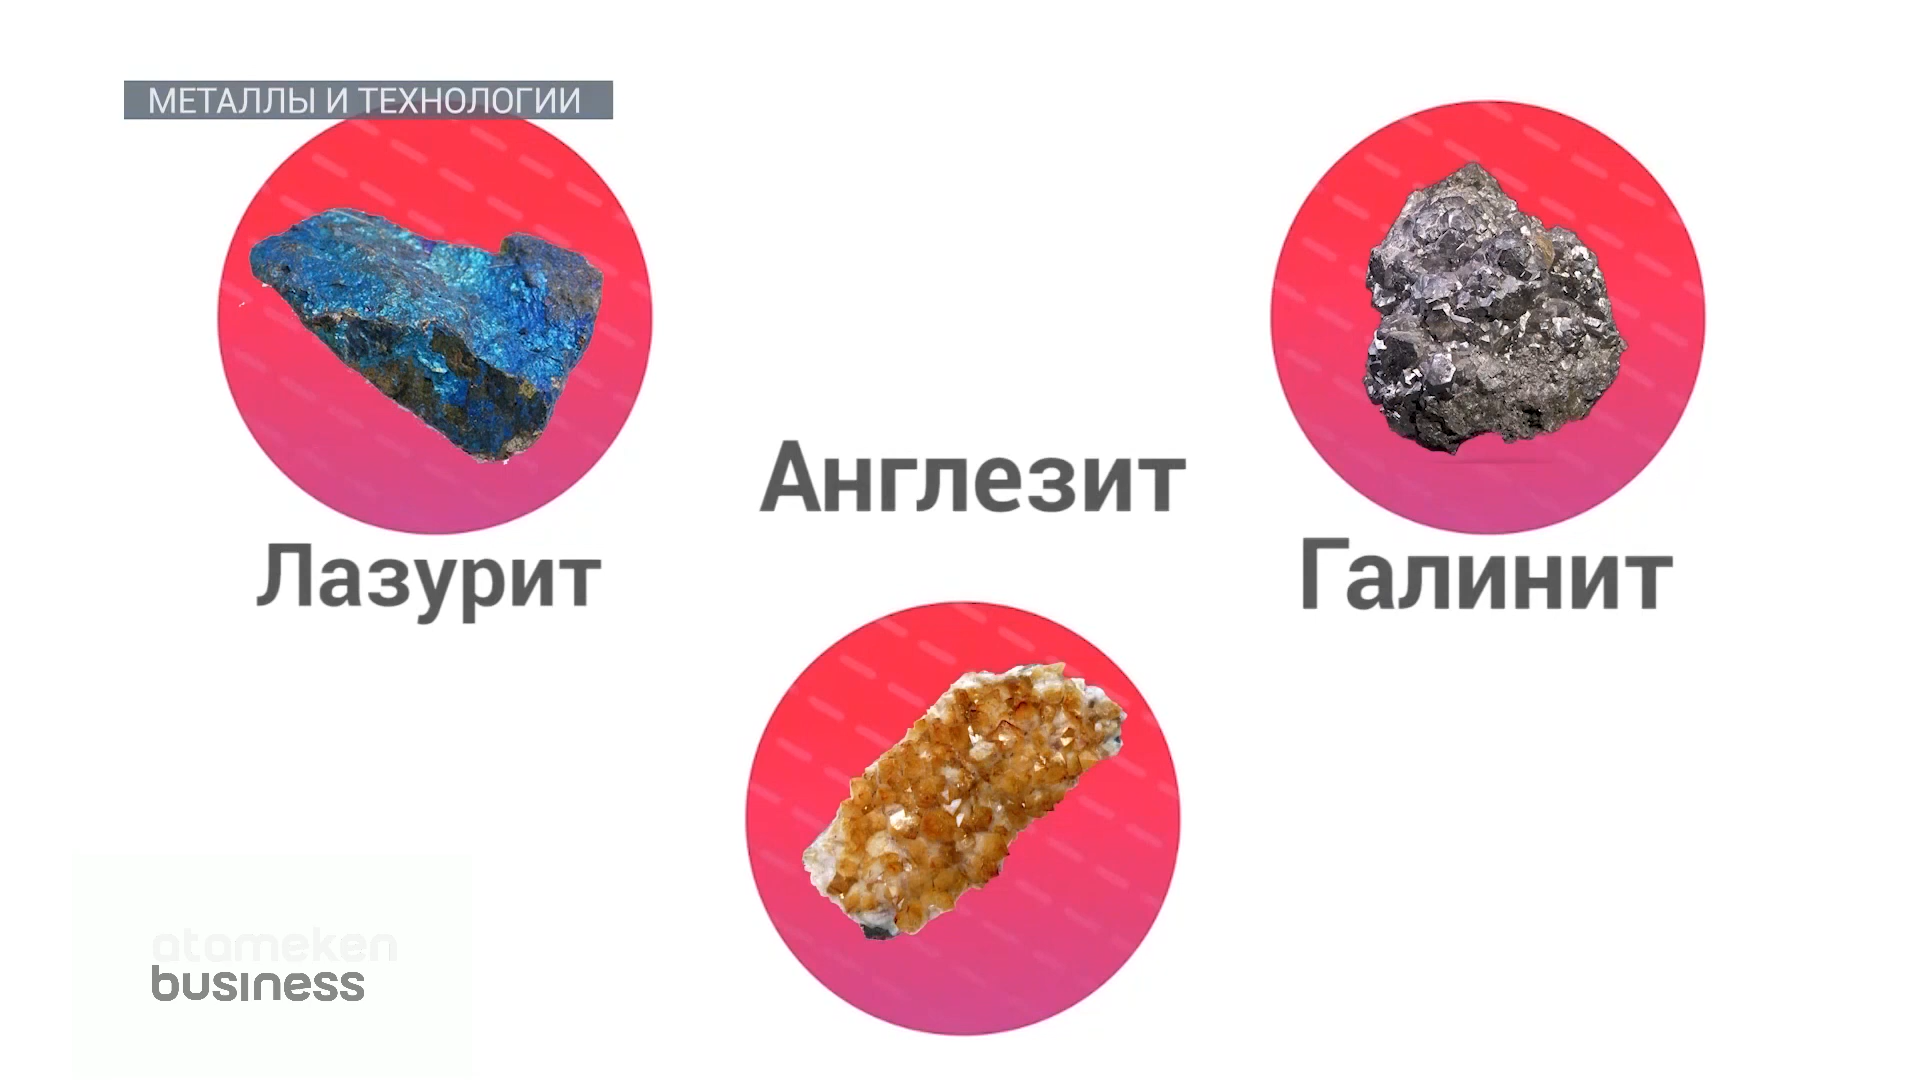 МЕТАЛЛЫ И ТЕХНОЛОГИИ
Лазурит
Англезит
Галинит
atameken
business